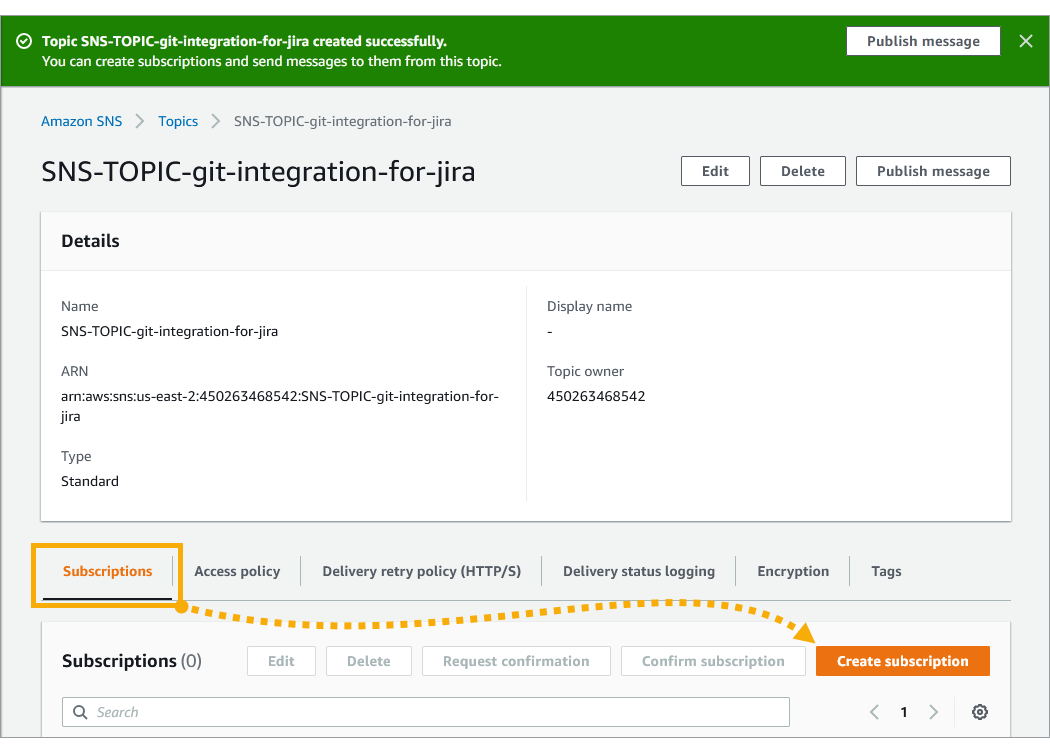 Topic SNS-TOPIC-git-integration-for-jira created successfully.
You can create subscriptions and send messages to them from this topic.
Publish message
Amazon SNS
Topics
SNS-TOPIC-git-integration-for-jira
SNS-TOPIC-git-integration-for-jira
Edit
Delete
Publish message
Details
Name
SNS-TOPIC-git-integration-for-jira
Display name
-
ARN
arn:aws:sns:us-east-2:450263468542:SNS-TOPIC-git-integration-for-
jira
Topic owner
450263468542
Type
Standard
Subscriptions
Access policy
Delivery retry policy (HTTP/S)
Delivery status logging
Encryption
Tags
Subscriptions (0)
Edit
Delete
Request confirmation
Confirm subscription
Create subscription
Search
1